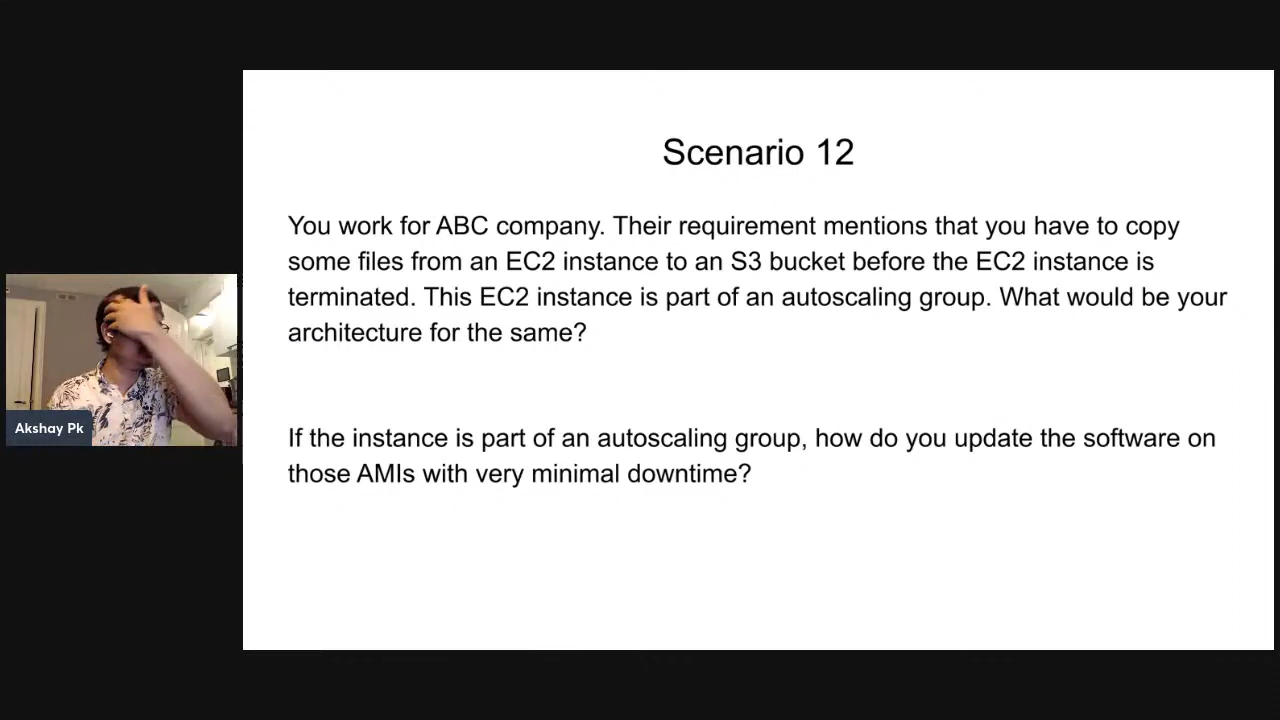 Scenario 12
You work for ABC company. Their requirement mentions that you have to copy
some files from an EC2 instance to an S3 bucket before the EC2 instance is
terminated. This EC2 instance is part of an autoscaling group. What would be your
architecture for the same?
If the instance is part of an autoscaling group, how do you update the software on
those AMIs with very minimal downtime?
Akshay Pk